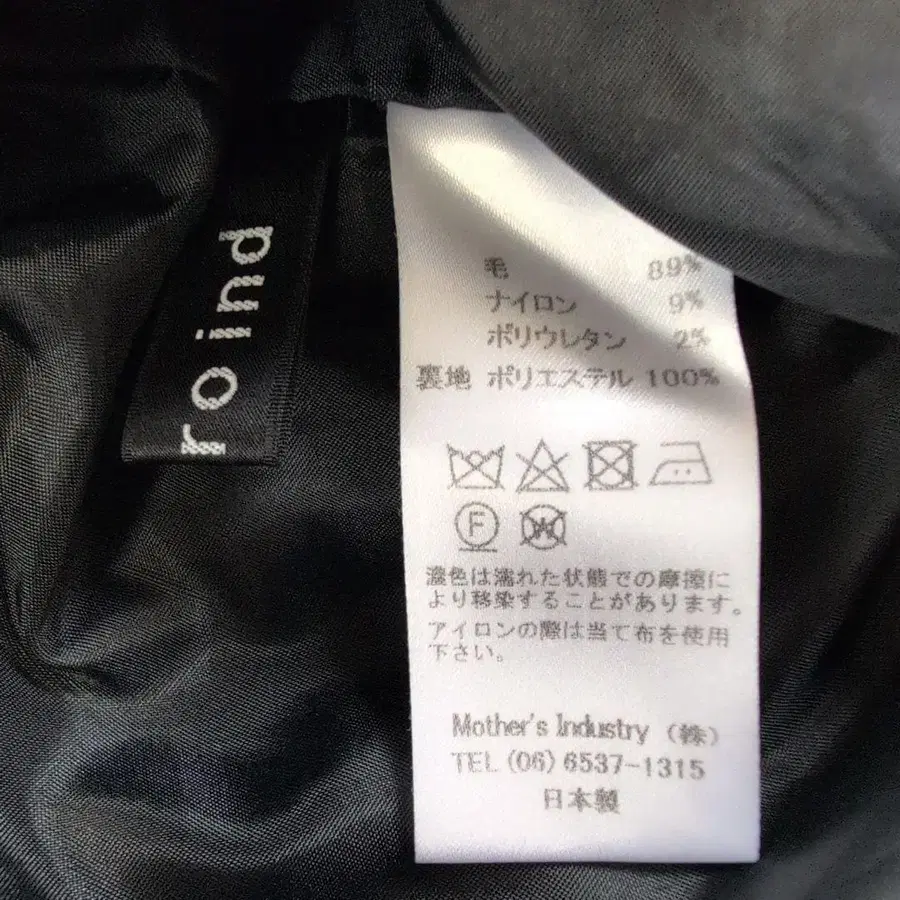 roind
毛 89%
ナイロン 9%
ポリウレタン 2%
裏地 ポリエステル 100%
F
W
濃色は濡れた状態での摩擦に
より移染することがあります。
アイロンの際は当て布を使用
下さい。
Mother's Industry (株)
TEL (06) 6537-1315
日本製